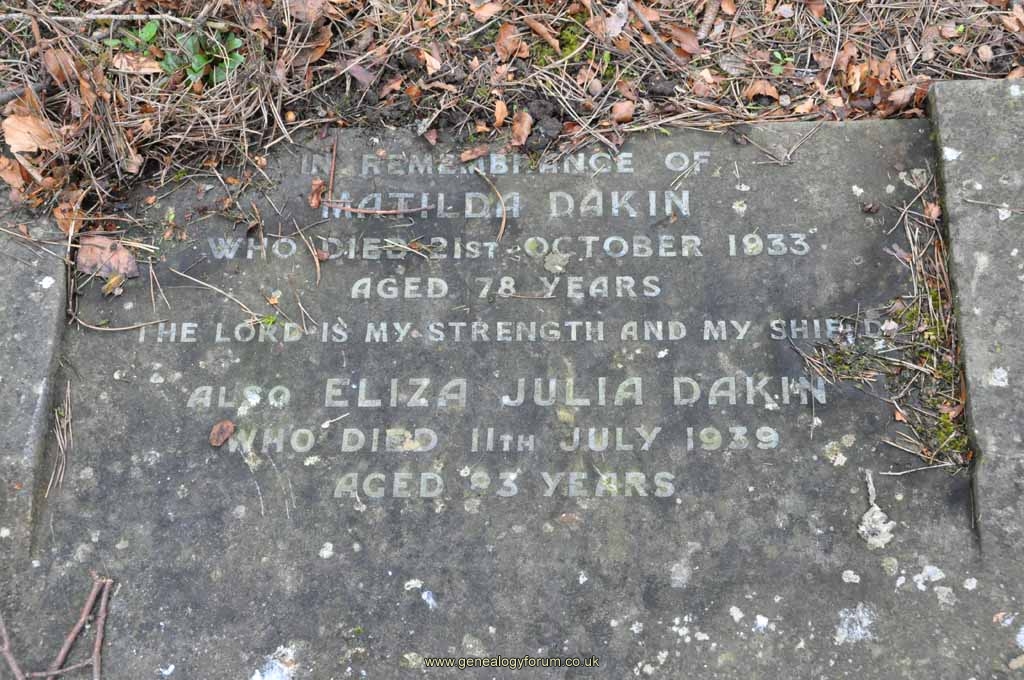 IN REMEMBRANCE OF
MATILDA DAKIN
WHO DIED 21ST OCTOBER 1933
AGED 78 YEARS
THE LORD IS MY STRENGTH AND MY SHIELD
ALSO ELIZA JULIA DAKIN
WHO DIED 11TH JULY 1939
AGED 83 YEARS
www.genealogyforum.co.uk